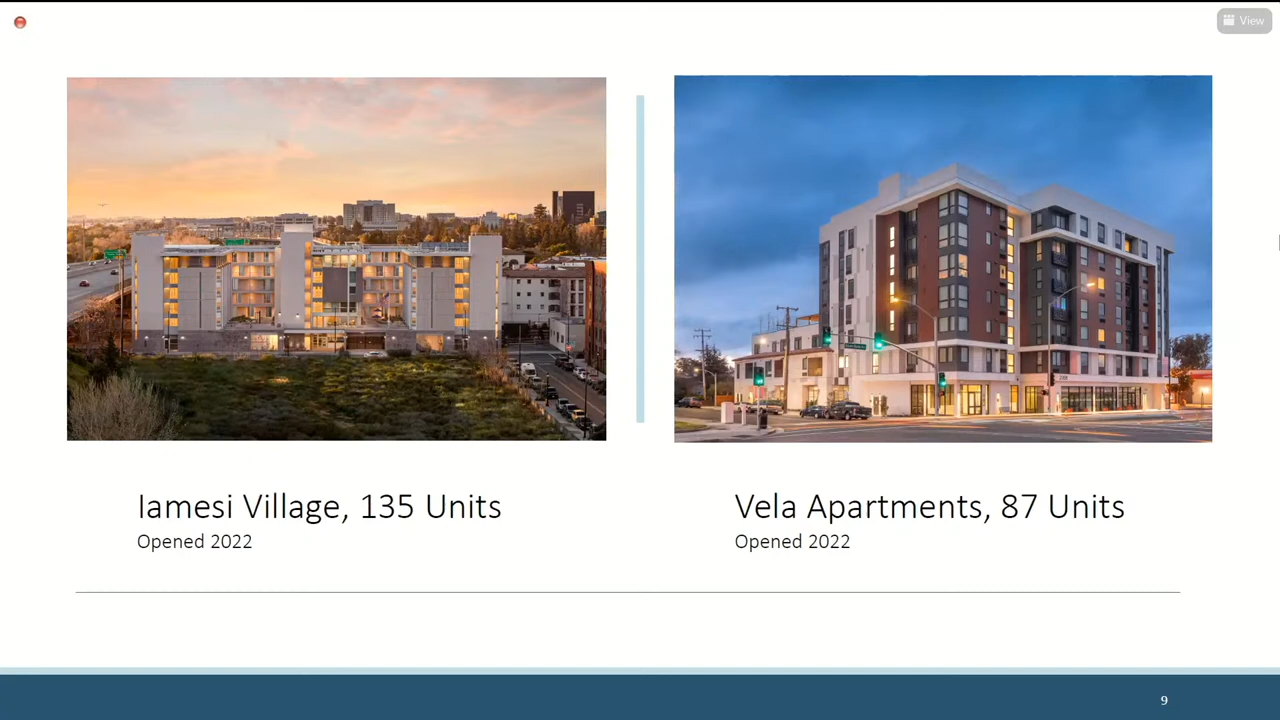 View
Iamesi Village, 135 Units
Opened 2022
Vela Apartments, 87 Units
Opened 2022
9